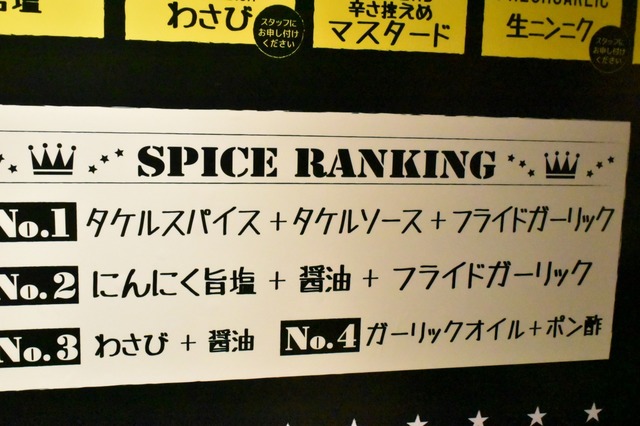 旨塩
わさび
スタッフに
お申し付け
ください
辛さ控えめ
マスタード
生ニンニク
スタッフに
お申し付け
ください
SPICE RANKING
No.1 タケルスパイス+タケルソース+フライドガーリック
No.2 にんにく旨塩 + 醤油 + フライドガーリック
No.3 わさび + 醤油 No.4 ガーリックオイル+ポン酢